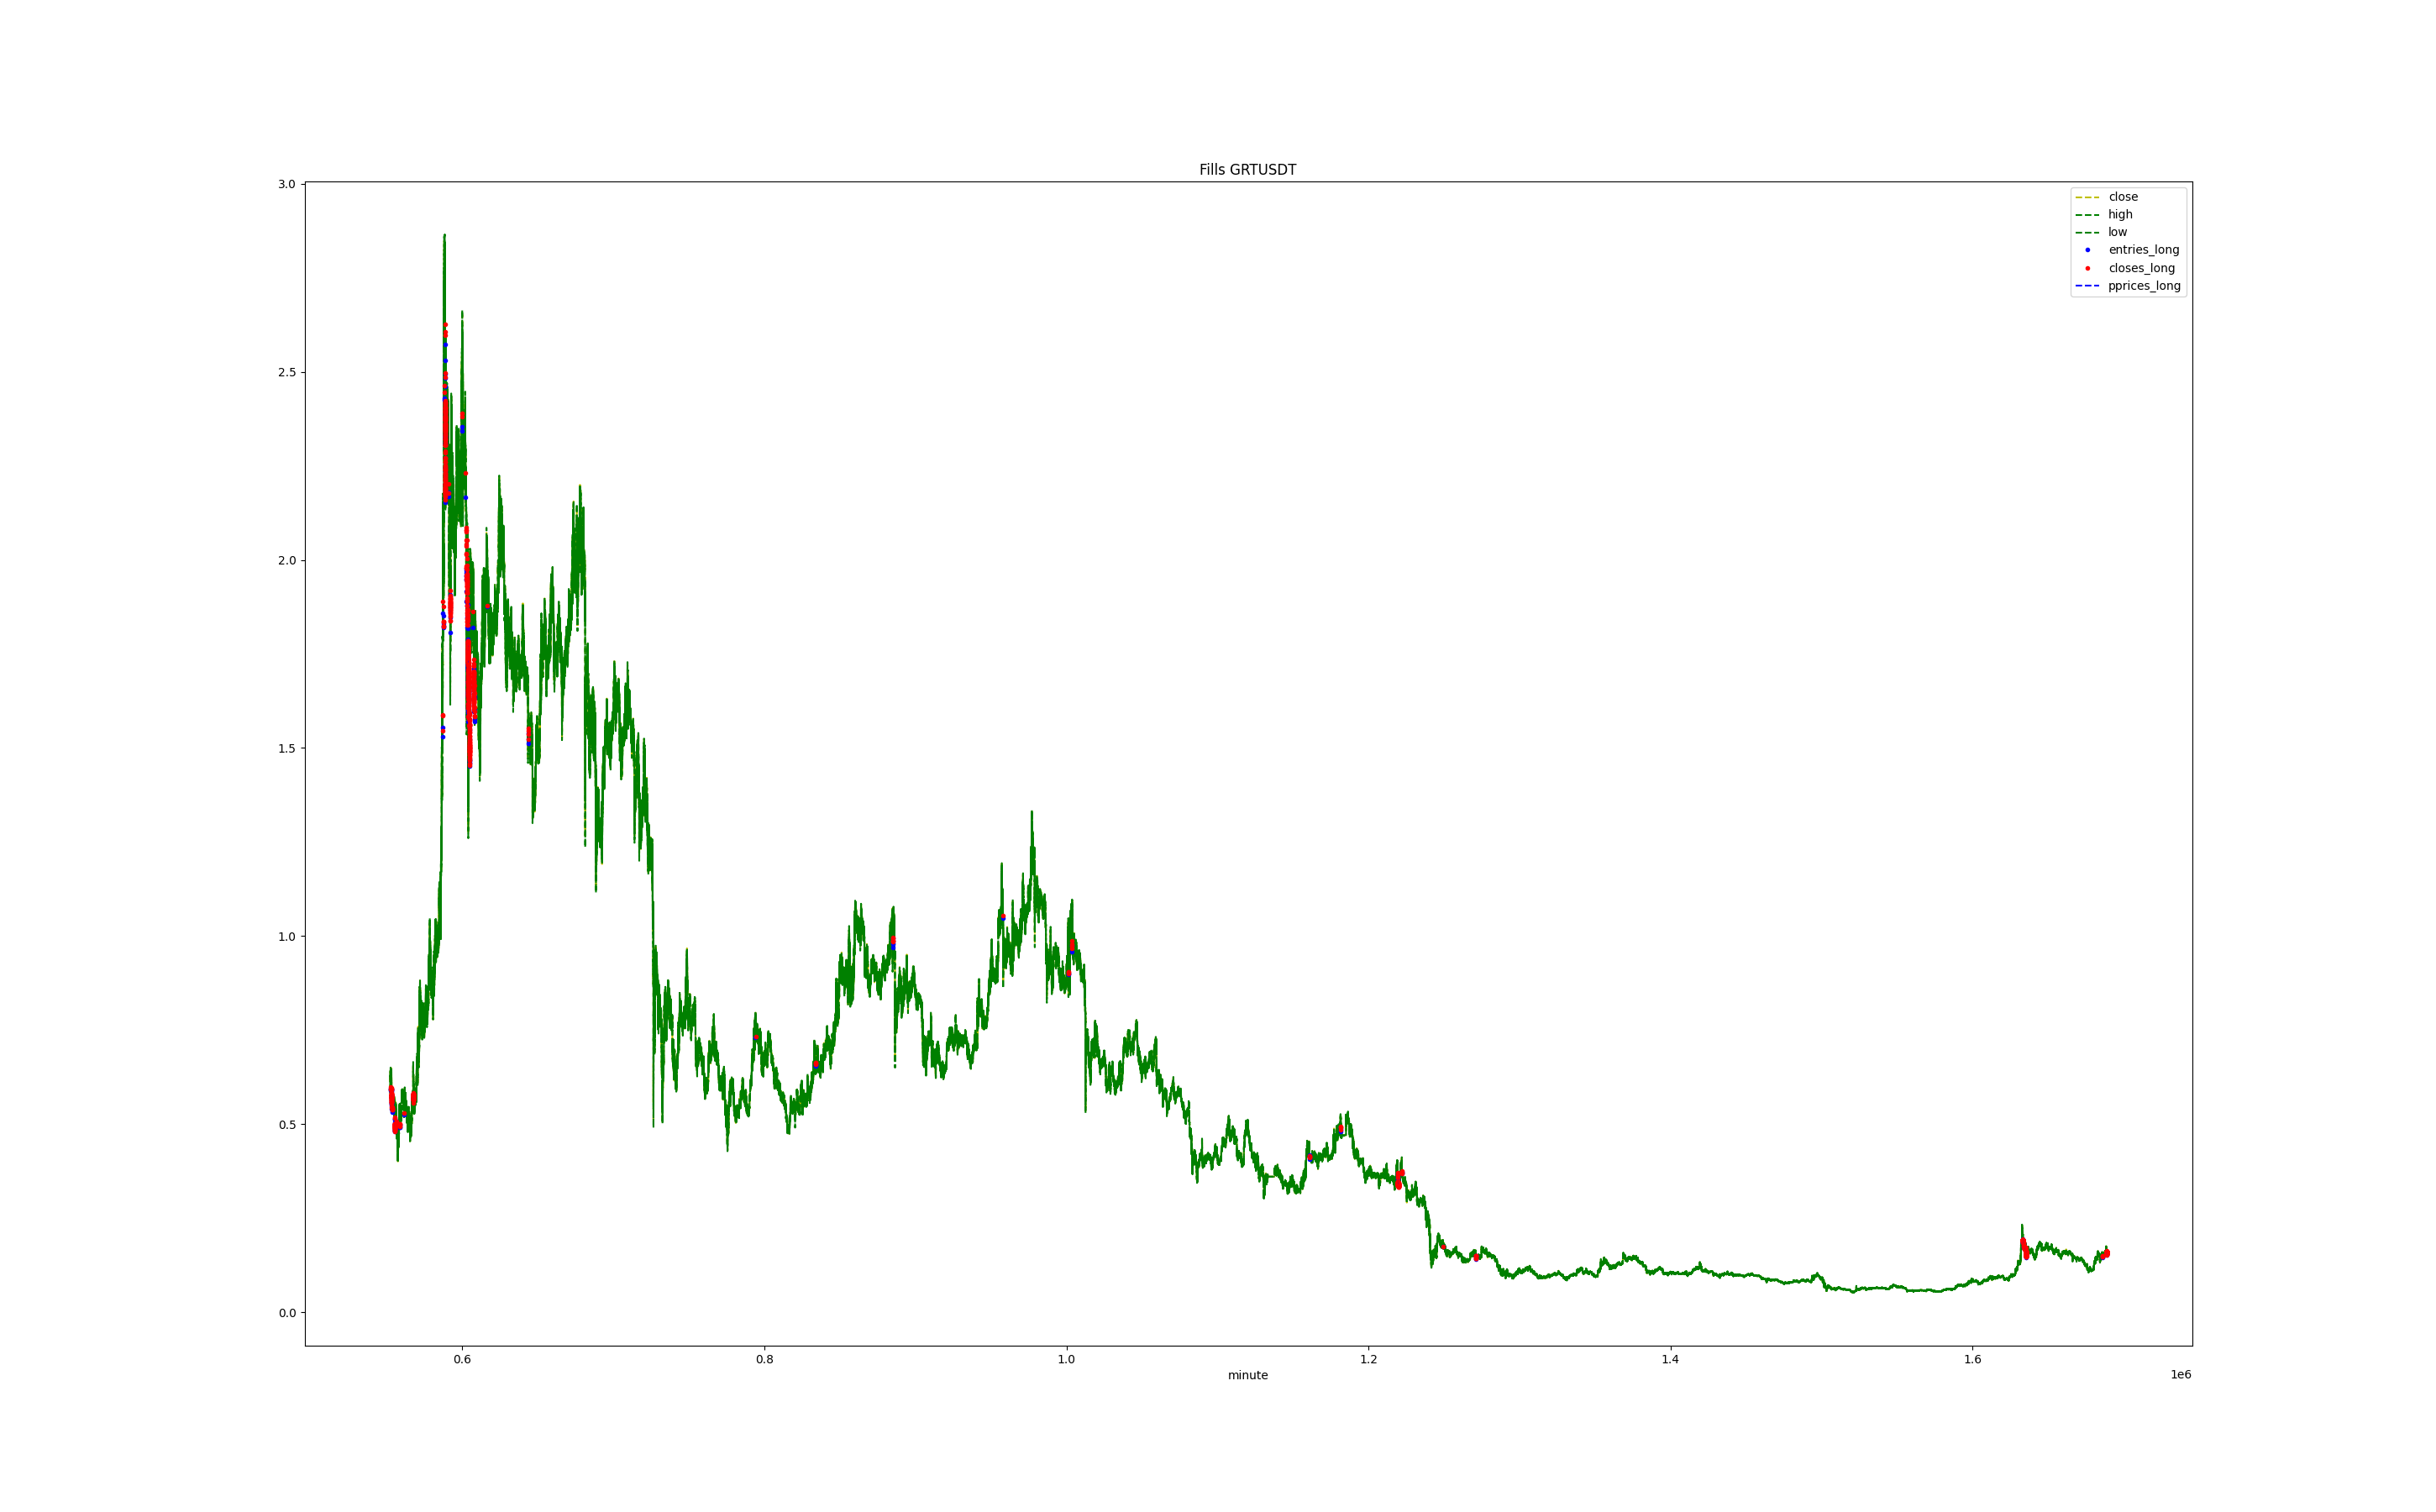 Fills GRTUSDT
close
high
low
entries_long
closes_long
pprices_long
3.0
2.5
2.0
1.5
1.0
0.5
0.0
0.6 0.8 1.0 1.2 1.4 1.6
minute 1e6